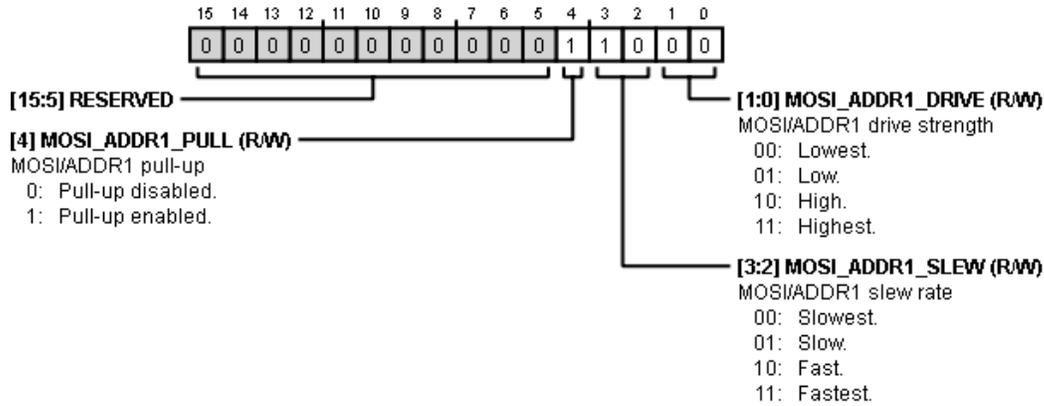 15 14 13 12 11 10 9 8 7 6 5 4 3 2 1 0
0 0 0 0 0 0 0 0 0 0 0 1 1 0 0 0
[15:5] RESERVED
[4] MOSI_ADDR1_PULL (R/W)
MOSI/ADDR1 pull-up
0: Pull-up disabled.
1: Pull-up enabled.
[1:0] MOSI_ADDR1_DRIVE (R/W)
MOSI/ADDR1 drive strength
00: Lowest.
01: Low.
10: High.
11: Highest.
[3:2] MOSI_ADDR1_SLEW (R/W)
MOSI/ADDR1 slew rate
00: Slowest.
01: Slow.
10: Fast.
11: Fastest.